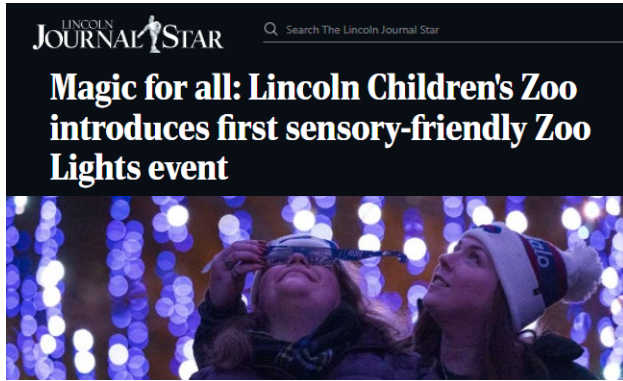 LINCOLN
JOURNAL STAR
Search The Lincoln Journal Star
Magic for all: Lincoln Children's Zoo
introduces first sensory-friendly Zoo
Lights event